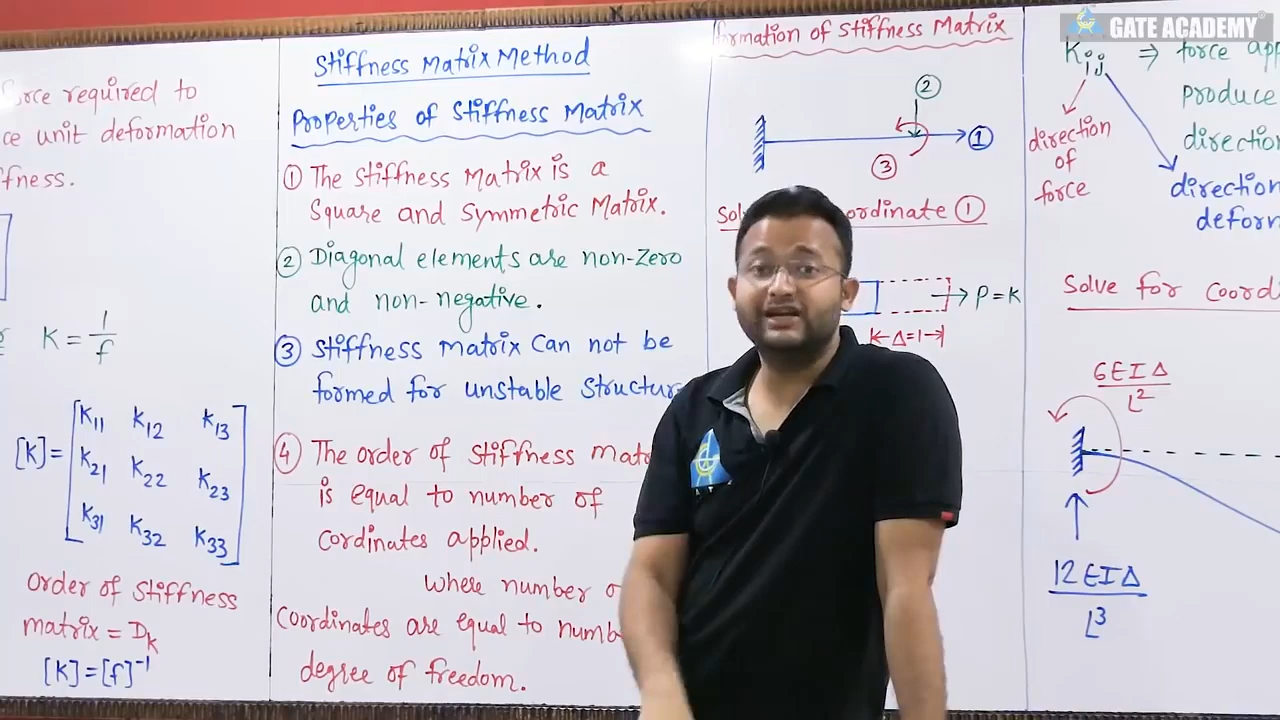 orce required to
ce unit deformation
fness.
K = 1/f
[K] =
K11 K12 K13
K21 K22 K23
K31 K32 K33
order of stiffness
matrix = Dk
[K] = [f]⁻¹
Stiffness Matrix Method
Properties of Stiffness Matrix
① The stiffness Matrix is a
Square and Symmetric Matrix.
② Diagonal elements are non-Zero
and non-negative.
③ Stiffness matrix Can not be
formed for unstable Structur
④ The order of stiffness matr
is equal to number of
Cordinates applied.
Whese number o
Coordinates are equal to numb
degree of freedom.
formation of Stiffness Matrix
②
①
③
Sol ordinate ①
P = K
Δ=1
GATE ACADEMY
Kij ⇒ force app
produce
direction
direction
of
force
direction
deform
Solve for Coordi
6EIΔ/L²
12EIΔ/L³